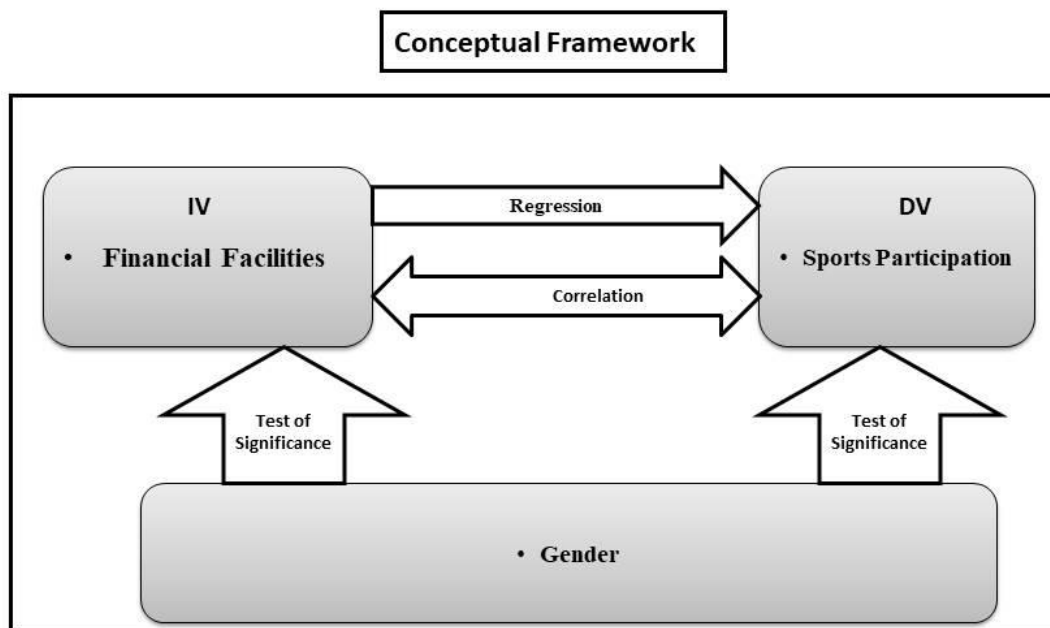 Conceptual Framework
IV
• Financial Facilities
Regression
DV
• Sports Participation
Correlation
Test of
Significance
Test of
Significance
• Gender